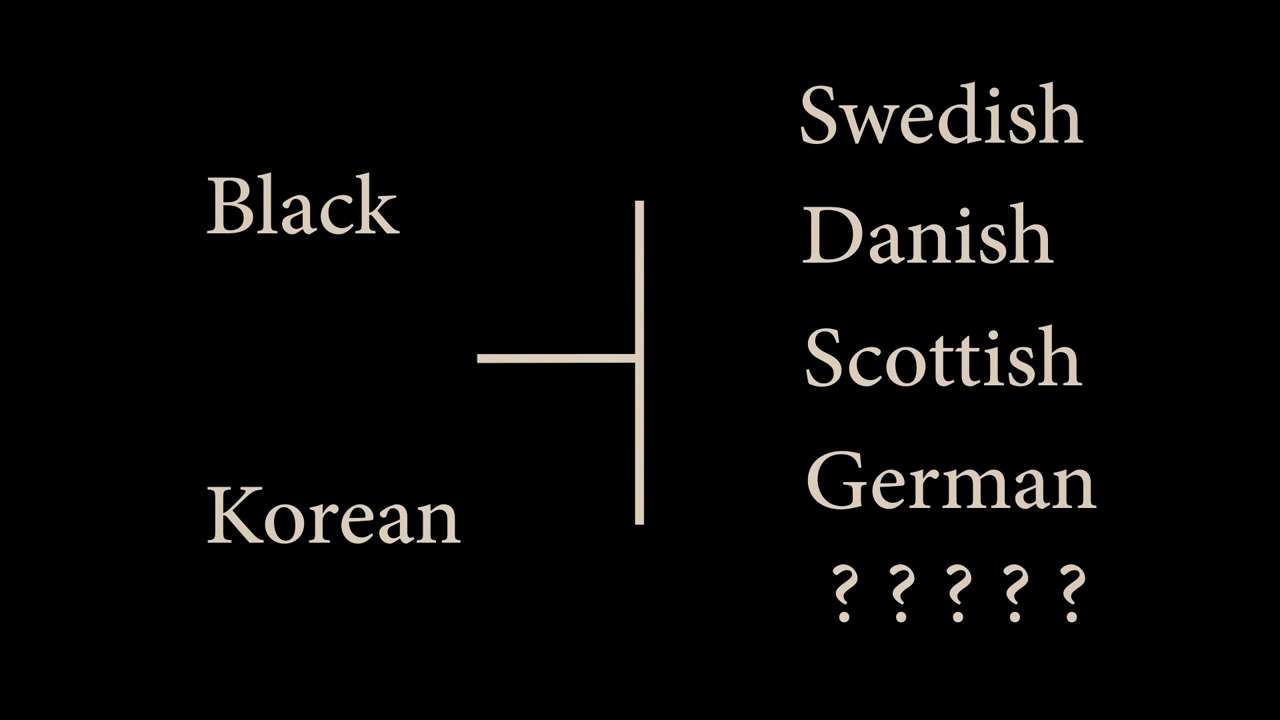 Black
Korean
Swedish
Danish
Scottish
German
? ? ? ? ?